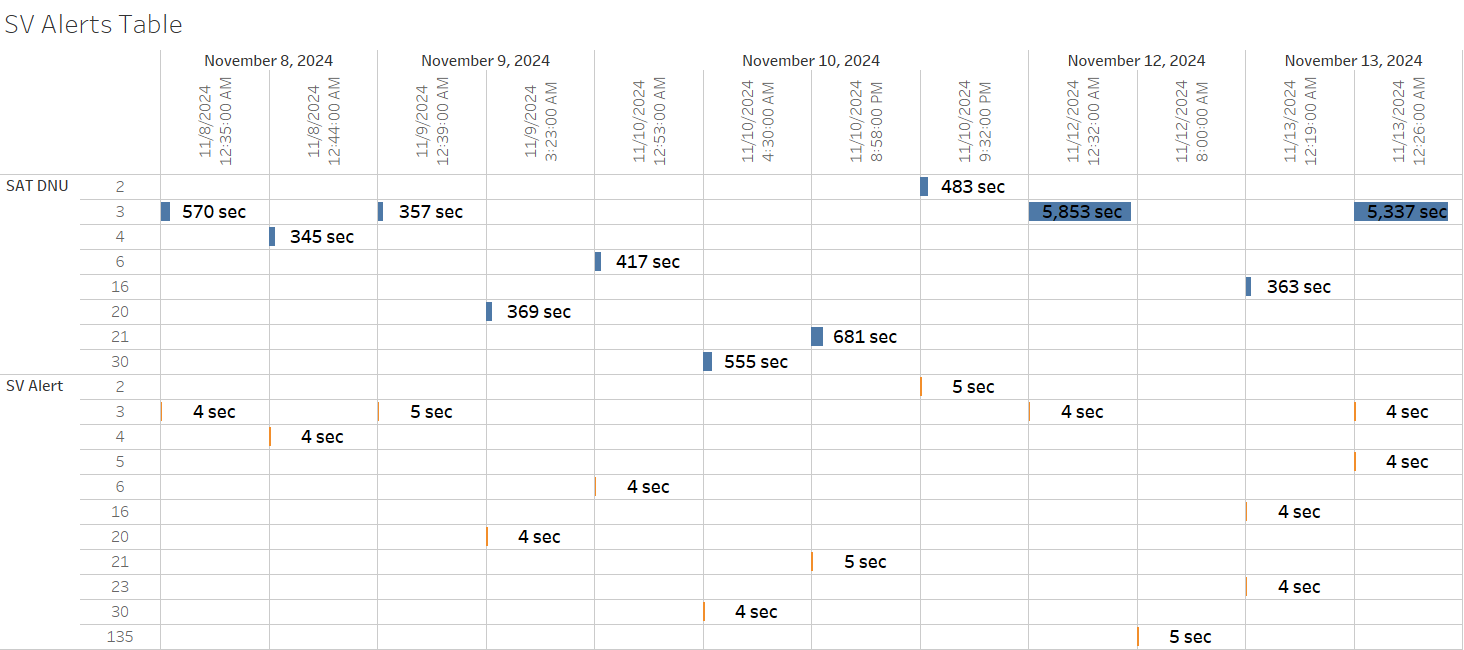 SV Alerts Table
November 8, 2024 November 9, 2024 November 10, 2024 November 12, 2024 November 13, 2024
11/8/2024 12:35:00 AM
11/8/2024 12:44:00 AM
11/9/2024 12:39:00 AM
11/9/2024 3:23:00 AM
11/10/2024 12:53:00 AM
11/10/2024 4:30:00 AM
11/10/2024 8:58:00 PM
11/10/2024 9:32:00 PM
11/12/2024 12:32:00 AM
11/12/2024 8:00:00 AM
11/13/2024 12:19:00 AM
11/13/2024 12:26:00 AM
SAT DNU 2 483 sec
3 570 sec 357 sec 5,853 sec 5,337 sec
4 345 sec
6 417 sec
16 363 sec
20 369 sec
21 681 sec
30 555 sec
SV Alert 2 5 sec
3 4 sec 5 sec 4 sec 4 sec
4 4 sec
5 4 sec
6 4 sec
16 4 sec
20 4 sec
21 5 sec
23 4 sec
30 4 sec
135 5 sec